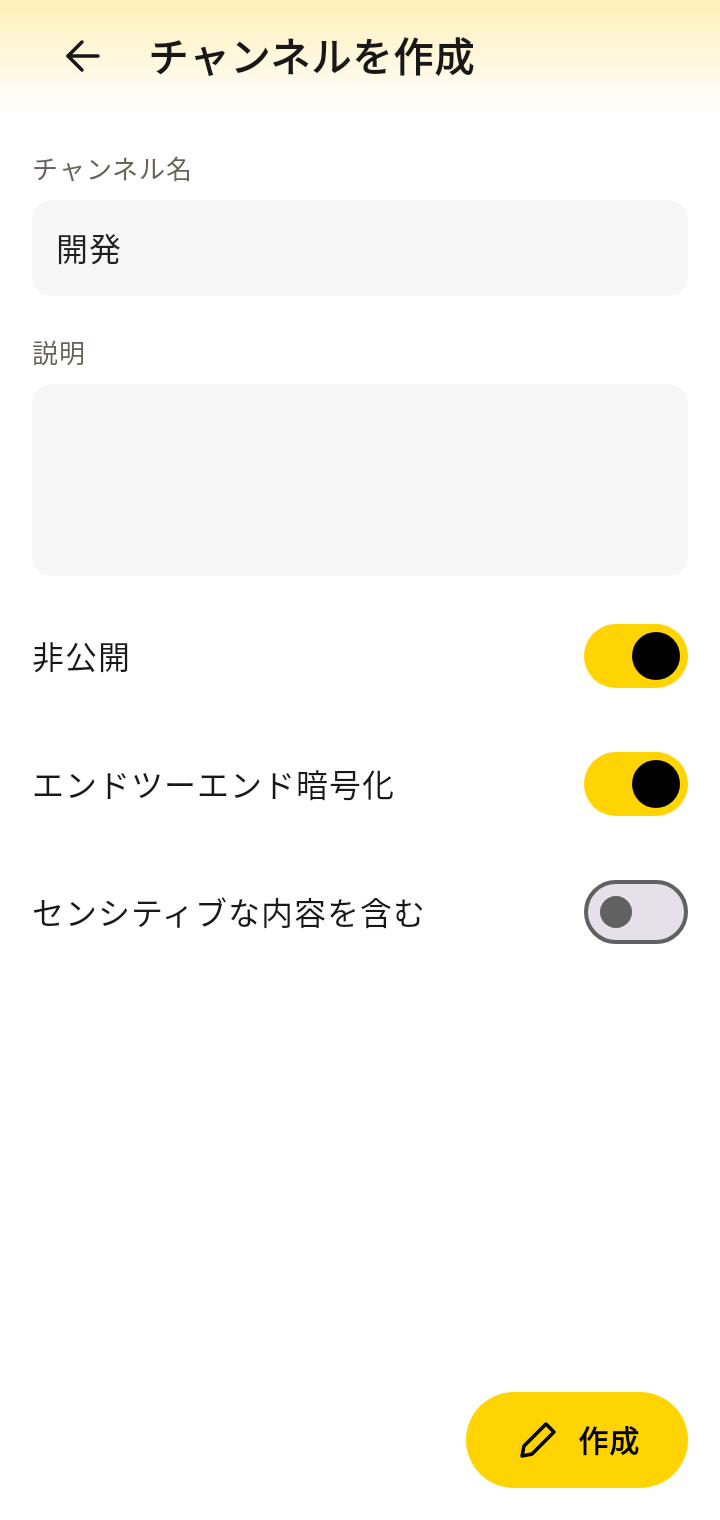 チャンネルを作成
チャンネル名
開発
説明
非公開
エンドツーエンド暗号化
センシティブな内容を含む
作成